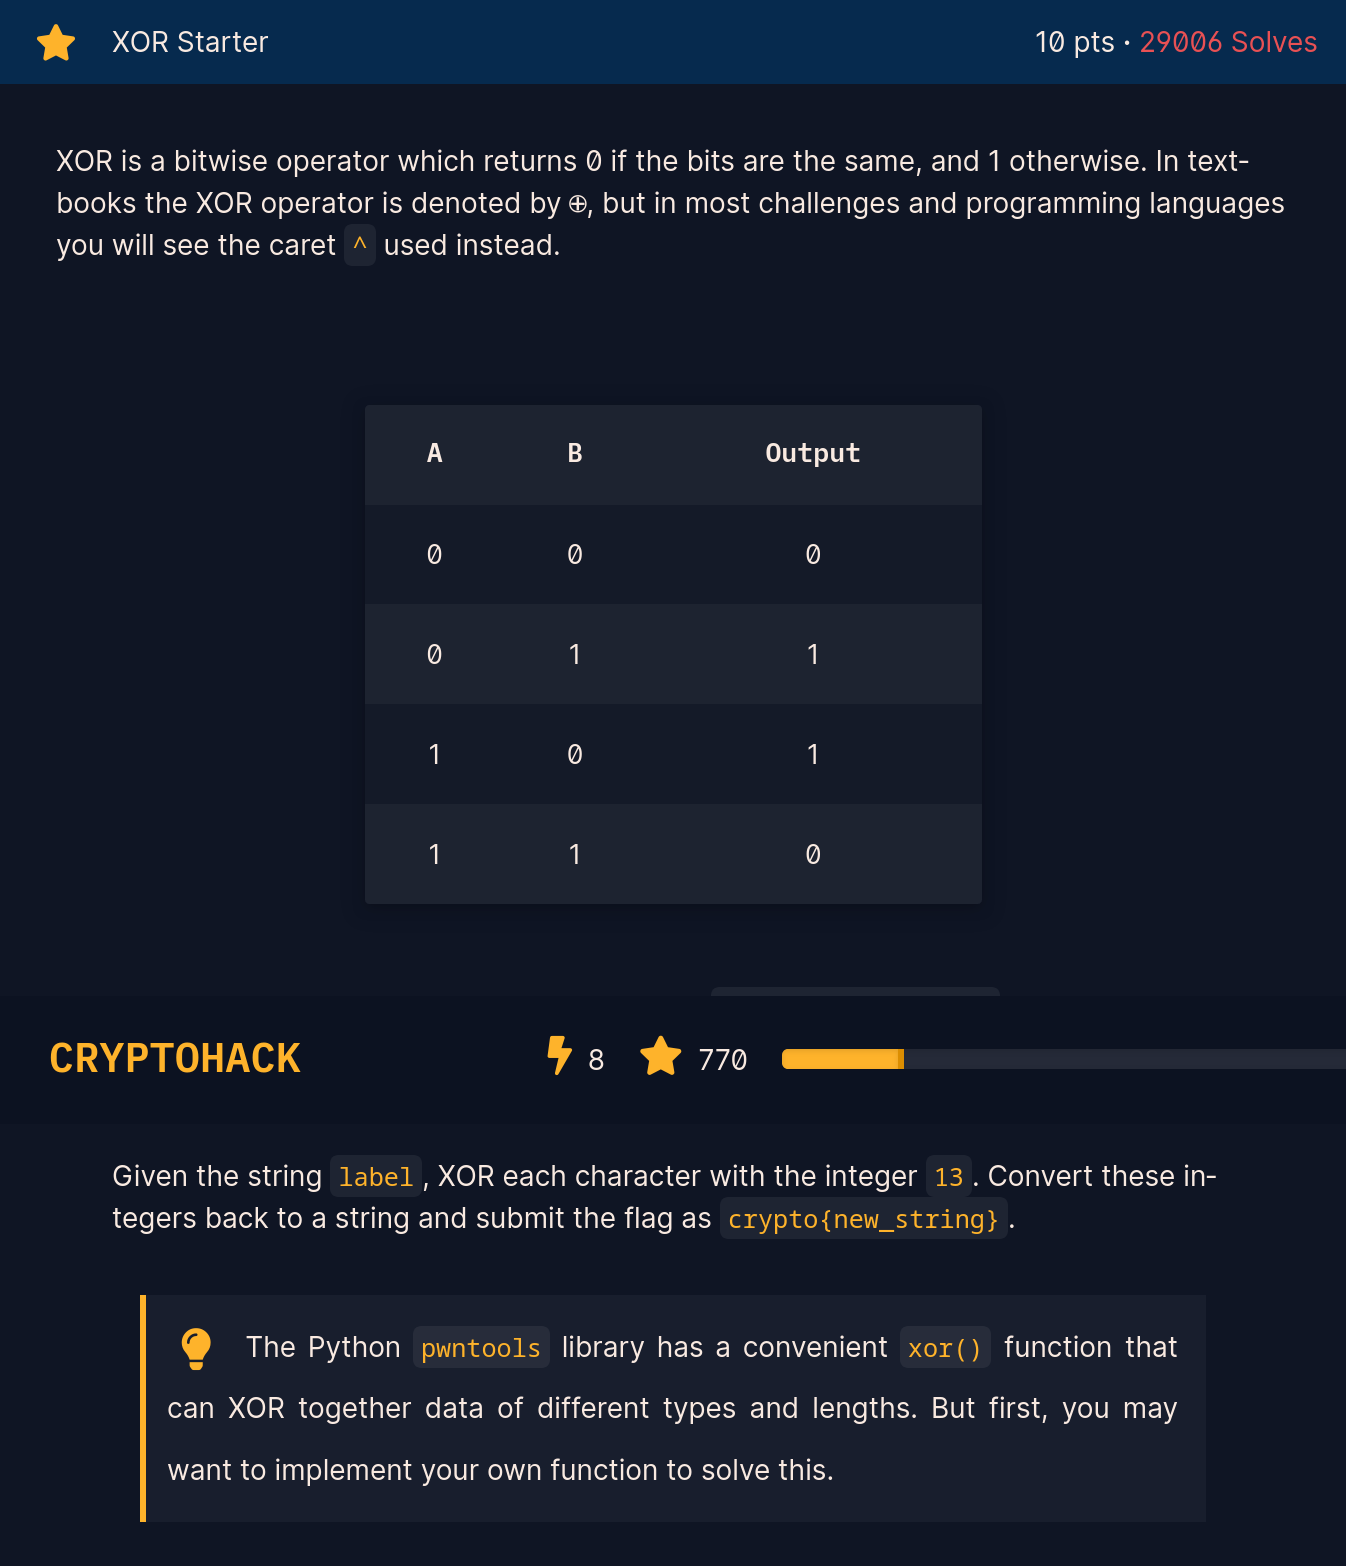 XOR Starter 10 pts · 29006 Solves
XOR is a bitwise operator which returns 0 if the bits are the same, and 1 otherwise. In text-
books the XOR operator is denoted by ⊕, but in most challenges and programming languages
you will see the caret ^ used instead.
A B Output
0 0 0
0 1 1
1 0 1
1 1 0
CRYPTOHACK 8 770
Given the string label, XOR each character with the integer 13. Convert these in-
tegers back to a string and submit the flag as crypto{new_string}.
The Python pwntools library has a convenient xor() function that
can XOR together data of different types and lengths. But first, you may
want to implement your own function to solve this.